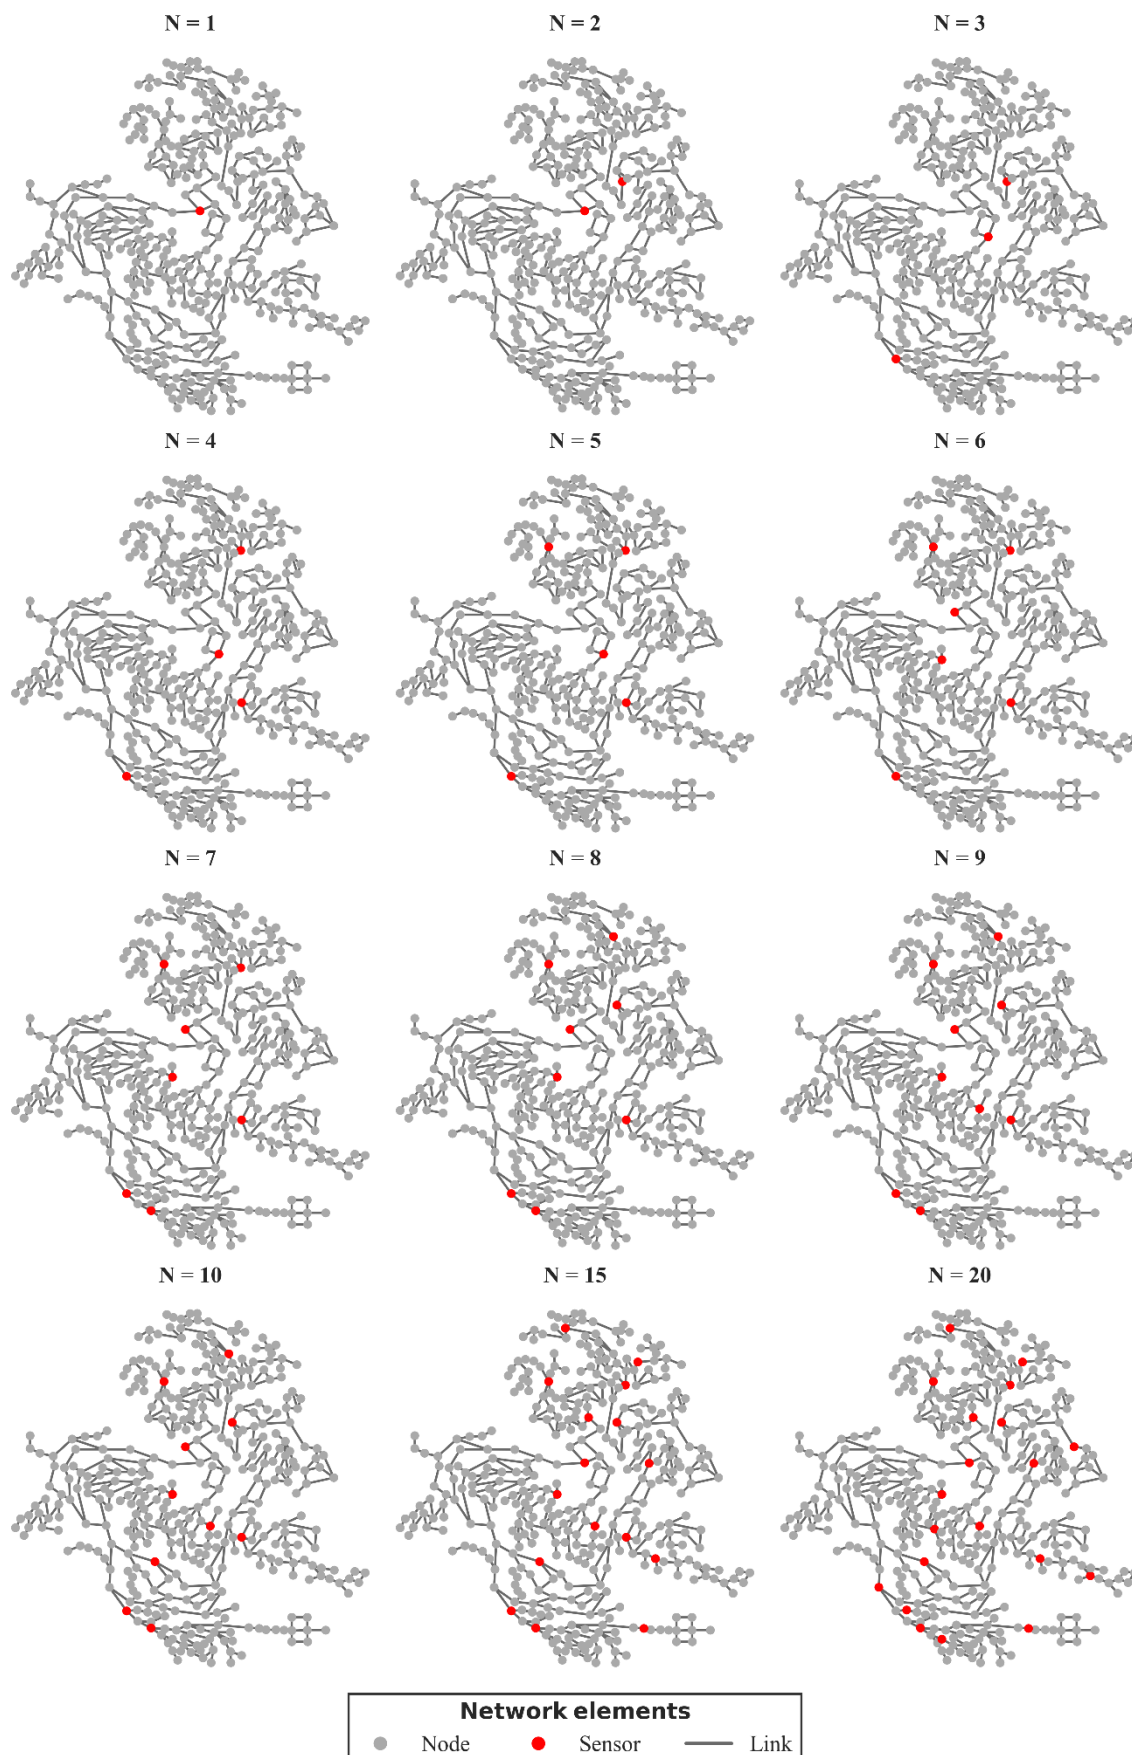 N = 1
N = 2
N = 3
N = 4
N = 5
N = 6
N = 7
N = 8
N = 9
N = 10
N = 15
N = 20
Network elements
Node
Sensor
Link